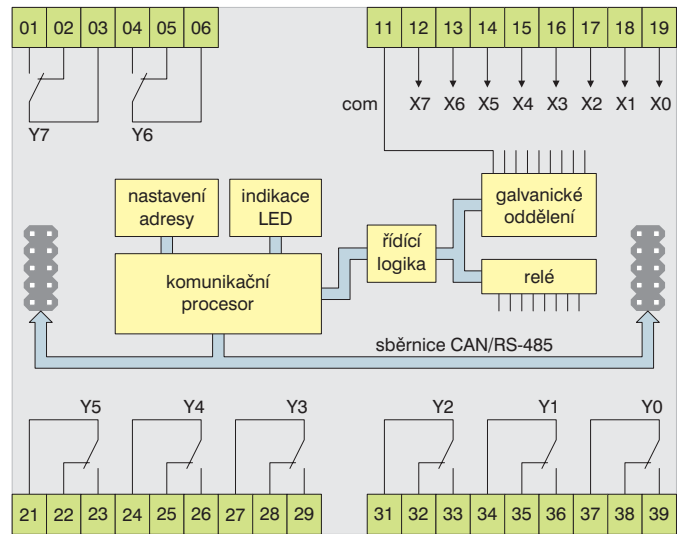 01 02 03 04 05 06 11 12 13 14 15 16 17 18 19
com X7 X6 X5 X4 X3 X2 X1 X0
Y7 Y6
nastavení
adresy
indikace
LED
galvanické
oddělení
řídící
logika
komunikační
procesor
relé
sběrnice CAN/RS-485
Y5 Y4 Y3 Y2 Y1 Y0
21 22 23 24 25 26 27 28 29 31 32 33 34 35 36 37 38 39